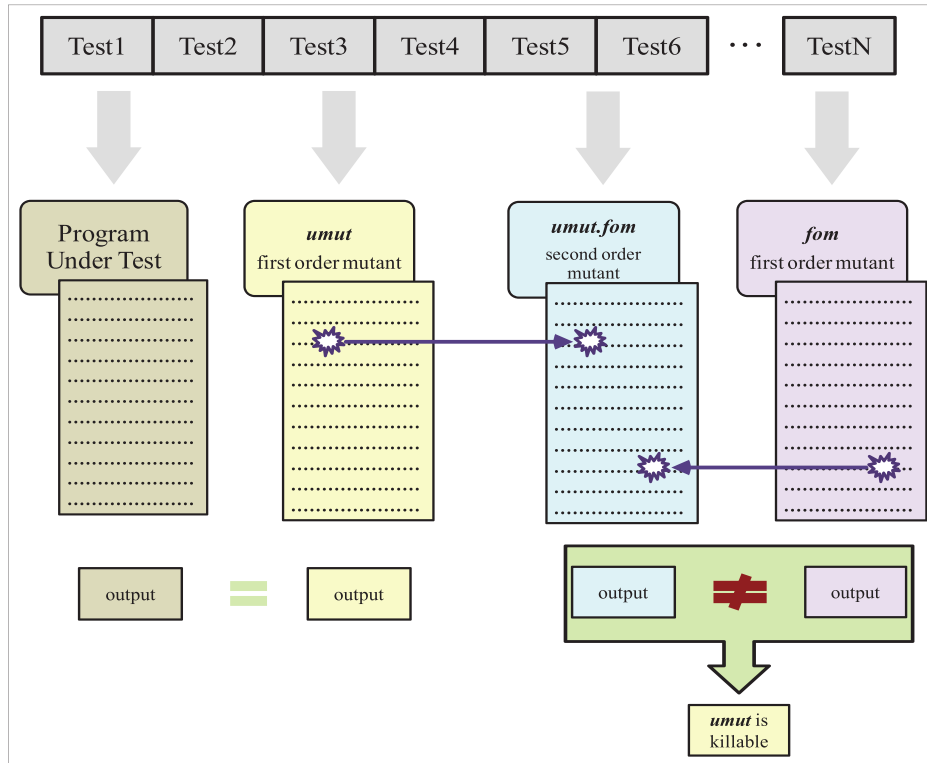 Test1 Test2 Test3 Test4 Test5 Test6 ··· TestN
Program
Under Test
umut
first order mutant
umut.fom
second order
mutant
fom
first order mutant
output = output
output ≠ output
umut is
killable